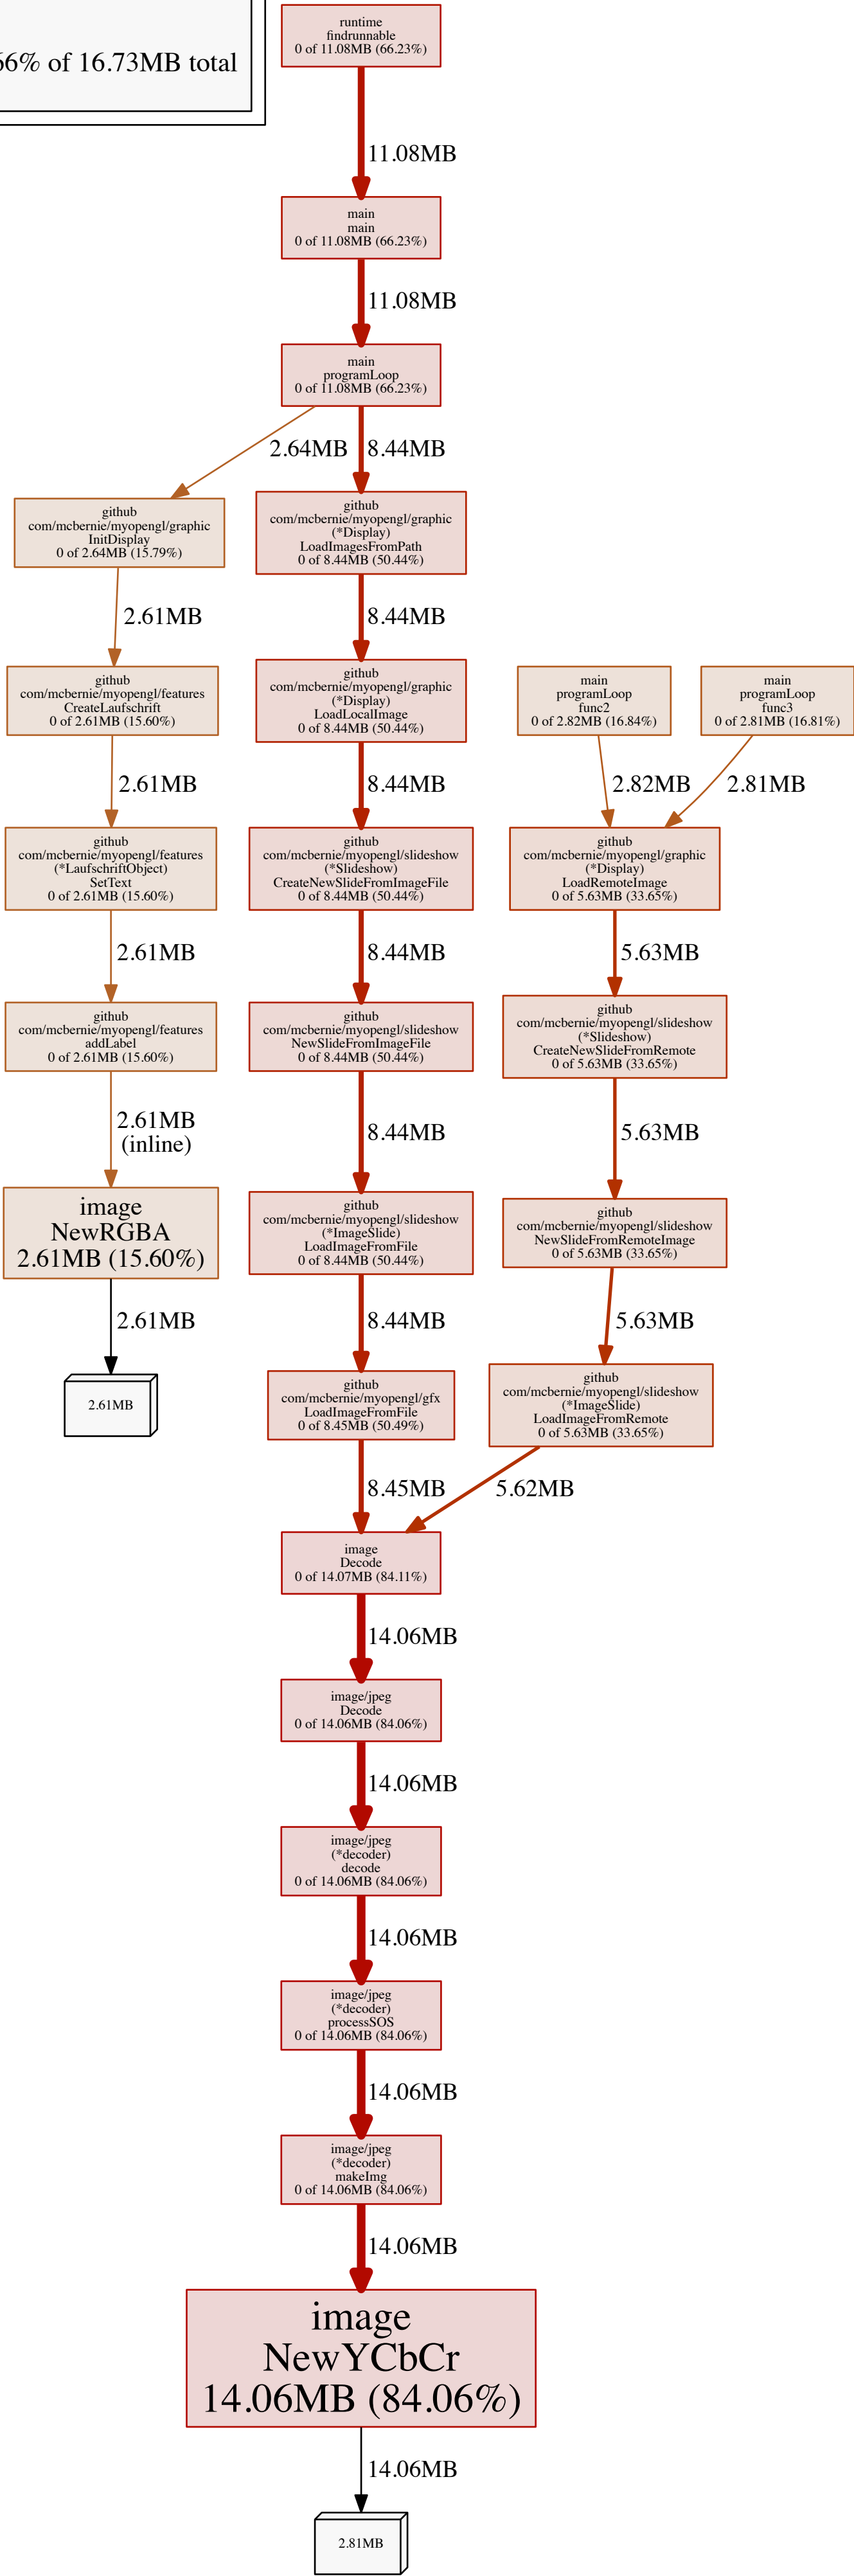 66% of 16.73MB total
runtime
findrunnable
0 of 11.08MB (66.23%)
11.08MB
main
main
0 of 11.08MB (66.23%)
11.08MB
main
programLoop
0 of 11.08MB (66.23%)
2.64MB
8.44MB
github
com/mcbernie/myopengl/graphic
InitDisplay
0 of 2.64MB (15.79%)
github
com/mcbernie/myopengl/graphic
(*Display)
LoadImagesFromPath
0 of 8.44MB (50.44%)
2.61MB
8.44MB
github
com/mcbernie/myopengl/features
CreateLaufschrift
0 of 2.61MB (15.60%)
github
com/mcbernie/myopengl/graphic
(*Display)
LoadLocalImage
0 of 8.44MB (50.44%)
main
programLoop
func2
0 of 2.82MB (16.84%)
main
programLoop
func3
0 of 2.81MB (16.81%)
2.61MB
8.44MB
2.82MB
2.81MB
github
com/mcbernie/myopengl/features
(*LaufschriftObject)
SetText
0 of 2.61MB (15.60%)
github
com/mcbernie/myopengl/slideshow
(*Slideshow)
CreateNewSlideFromImageFile
0 of 8.44MB (50.44%)
github
com/mcbernie/myopengl/graphic
(*Display)
LoadRemoteImage
0 of 5.63MB (33.65%)
2.61MB
8.44MB
5.63MB
github
com/mcbernie/myopengl/features
addLabel
0 of 2.61MB (15.60%)
github
com/mcbernie/myopengl/slideshow
NewSlideFromImageFile
0 of 8.44MB (50.44%)
github
com/mcbernie/myopengl/slideshow
(*Slideshow)
CreateNewSlideFromRemote
0 of 5.63MB (33.65%)
2.61MB
(inline)
8.44MB
5.63MB
image
NewRGBA
2.61MB (15.60%)
github
com/mcbernie/myopengl/slideshow
(*ImageSlide)
LoadImageFromFile
0 of 8.44MB (50.44%)
github
com/mcbernie/myopengl/slideshow
NewSlideFromRemoteImage
0 of 5.63MB (33.65%)
2.61MB
8.44MB
5.63MB
2.61MB
github
com/mcbernie/myopengl/gfx
LoadImageFromFile
0 of 8.45MB (50.49%)
github
com/mcbernie/myopengl/slideshow
(*ImageSlide)
LoadImageFromRemote
0 of 5.63MB (33.65%)
8.45MB
5.62MB
image
Decode
0 of 14.07MB (84.11%)
14.06MB
image/jpeg
Decode
0 of 14.06MB (84.06%)
14.06MB
image/jpeg
(*decoder)
decode
0 of 14.06MB (84.06%)
14.06MB
image/jpeg
(*decoder)
processSOS
0 of 14.06MB (84.06%)
14.06MB
image/jpeg
(*decoder)
makeImg
0 of 14.06MB (84.06%)
14.06MB
image
NewYCbCr
14.06MB (84.06%)
14.06MB
2.81MB